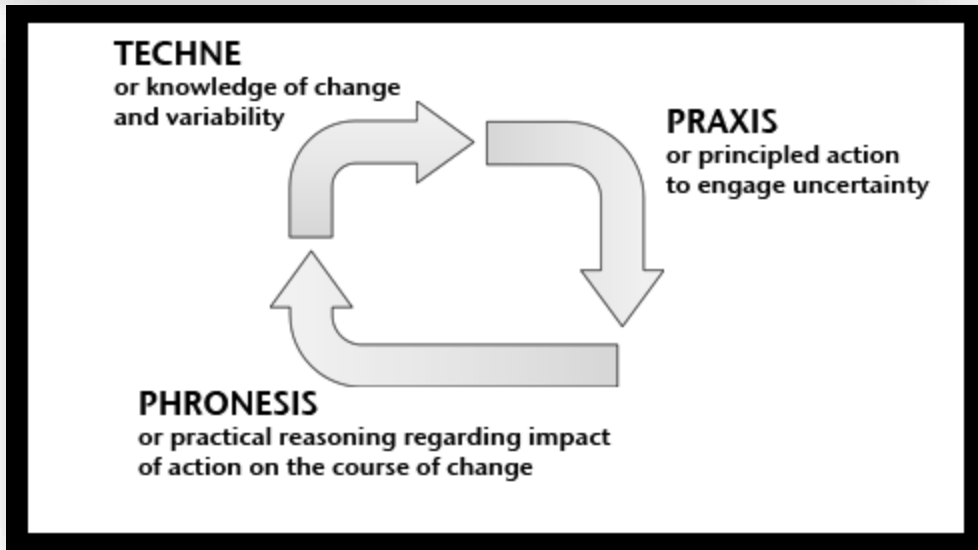 TECHNE
or knowledge of change
and variability
PRAXIS
or principled action
to engage uncertainty
PHRONESIS
or practical reasoning regarding impact
of action on the course of change